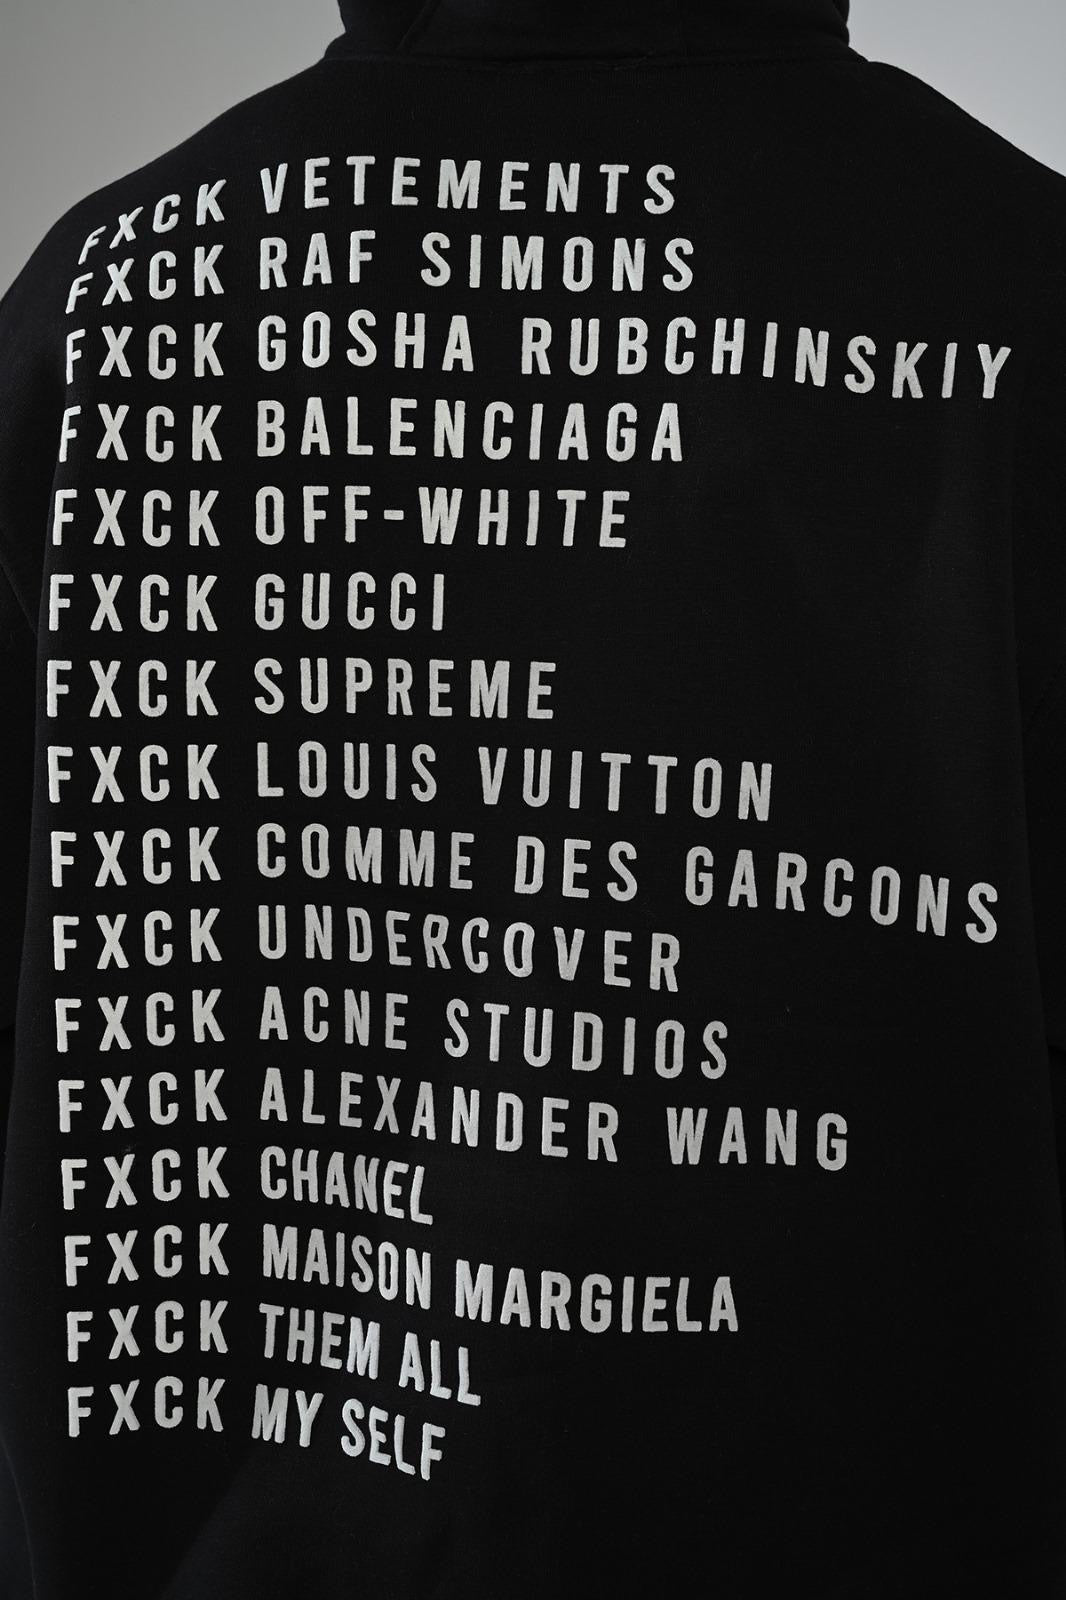 FXCK VETEMENTS
FXCK RAF SIMONS
FXCK GOSHA RUBCHINSKIY
FXCK BALENCIAGA
FXCK OFF-WHITE
FXCK GUCCI
FXCK SUPREME
FXCK LOUIS VUITTON
FXCK COMME DES GARCONS
FXCK UNDERCOVER
FXCK ACNE STUDIOS
FXCK ALEXANDER WANG
FXCK CHANEL
FXCK MAISON MARGIELA
FXCK THEM ALL
FXCK MY SELF